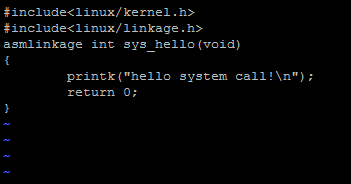 #include<linux/kernel.h>
#include<linux/linkage.h>
asmlinkage int sys_hello(void)
{
        printk("hello system call!\n");
        return 0;
}
~
~
~
~